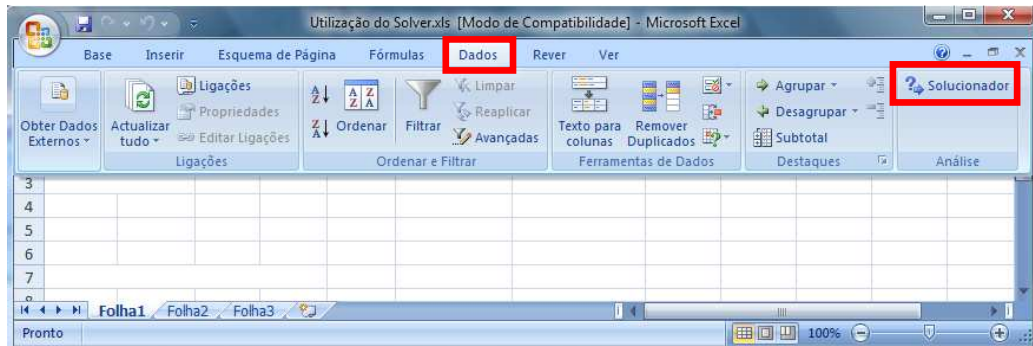 Utilização do Solver.xls [Modo de Compatibilidade] - Microsoft Excel
Base Inserir Esquema de Página Fórmulas Dados Rever Ver
Obter Dados Externos
Actualizar tudo
Ligações
Propriedades
Editar Ligações
Ligações
Ordenar
Filtrar
Limpar
Reaplicar
Avançadas
Ordenar e Filtrar
Texto para colunas
Remover Duplicados
Ferramentas de Dados
Agrupar
Desagrupar
Subtotal
Destaques
Solucionador
Análise
3
4
5
6
7
Folha1 Folha2 Folha3
Pronto 100%